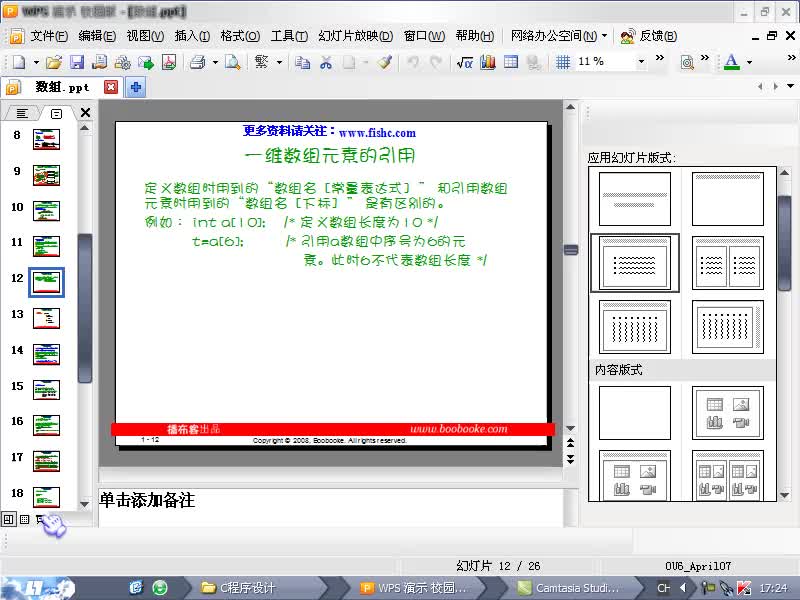 WPS 演示 校园版 - [数组.ppt]
文件(F) 编辑(E) 视图(V) 插入(I) 格式(O) 工具(T) 幻灯片放映(D) 窗口(W) 帮助(H) 网络办公空间(N) 反馈(B)
繁 √α 11 % A
数组.ppt
8
9
10
11
12
13
14
15
16
17
18
更多资料请关注：www.fishc.com
一维数组元素的引用
定义数组时用到的“数组名［常量表达式］” 和引用数组
元素时用到的“数组名［下标］” 是有区别的。
例如： int a[10]; /* 定义数组长度为10 */
t=a[6]; /* 引用a数组中序号为6的元
素。此时6不代表数组长度 */
播布客出品 www.boobooke.com
1 - 12 Copyright © 2008, Boobooke. All rights reserved.
单击添加备注
应用幻灯片版式:
内容版式
幻灯片 12 / 26 0U6_April07
C程序设计 WPS 演示 校园... Camtasia Studi... CH 17:24